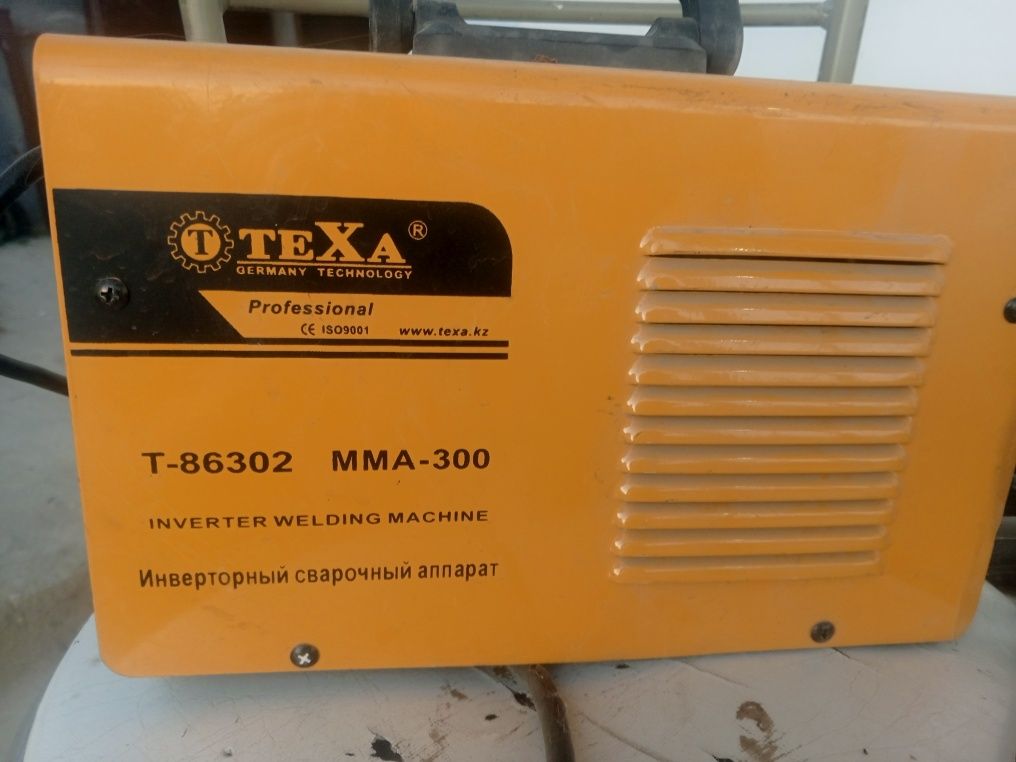 T TEXA ®
GERMANY TECHNOLOGY
Professional
CE ISO9001 www.texa.kz
T-86302 MMA-300
INVERTER WELDING MACHINE
Инверторный сварочный аппарат